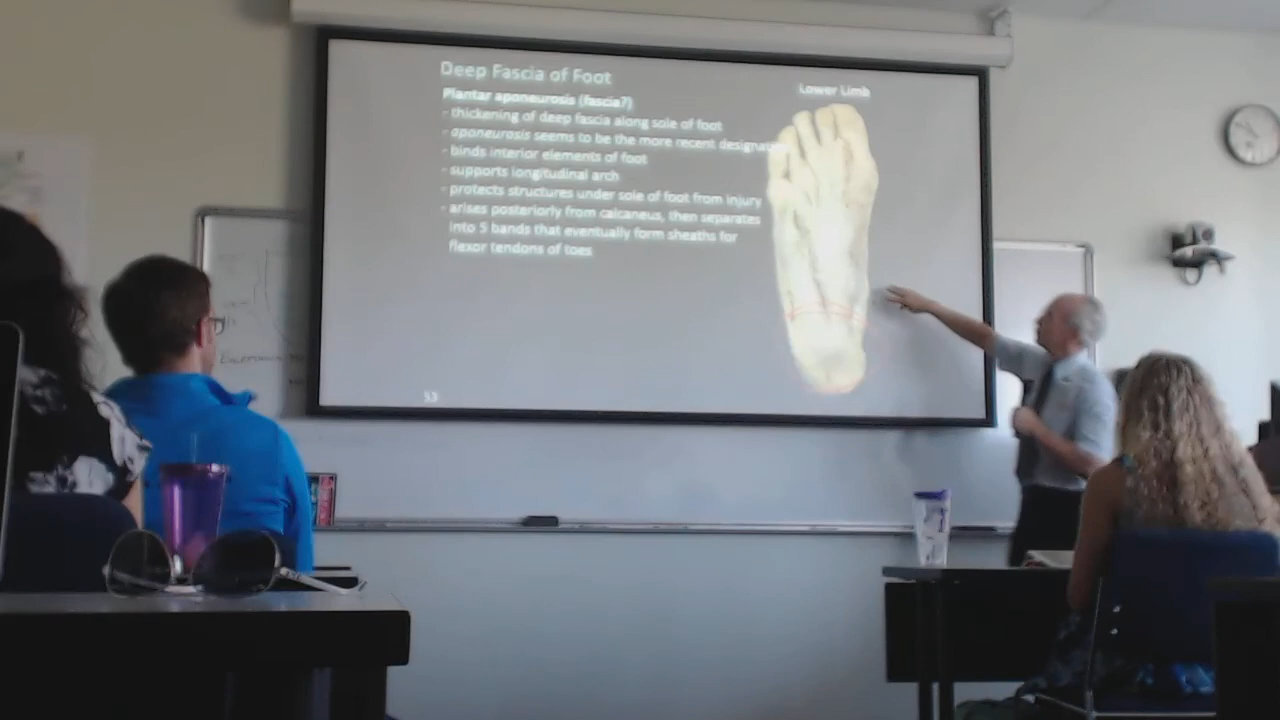 Deep Fascia of Foot
Lower Limb
Plantar aponeurosis (fascia?)
- thickening of deep fascia along sole of foot
- aponeurosis seems to be the more recent
- binds interior elements of foot
- supports longitudinal arch
- protects structures under sole of foot from injury
- arises posteriorly from calcaneus, then separates
into 5 bands that eventually form sheaths for
flexor tendons of toes
53